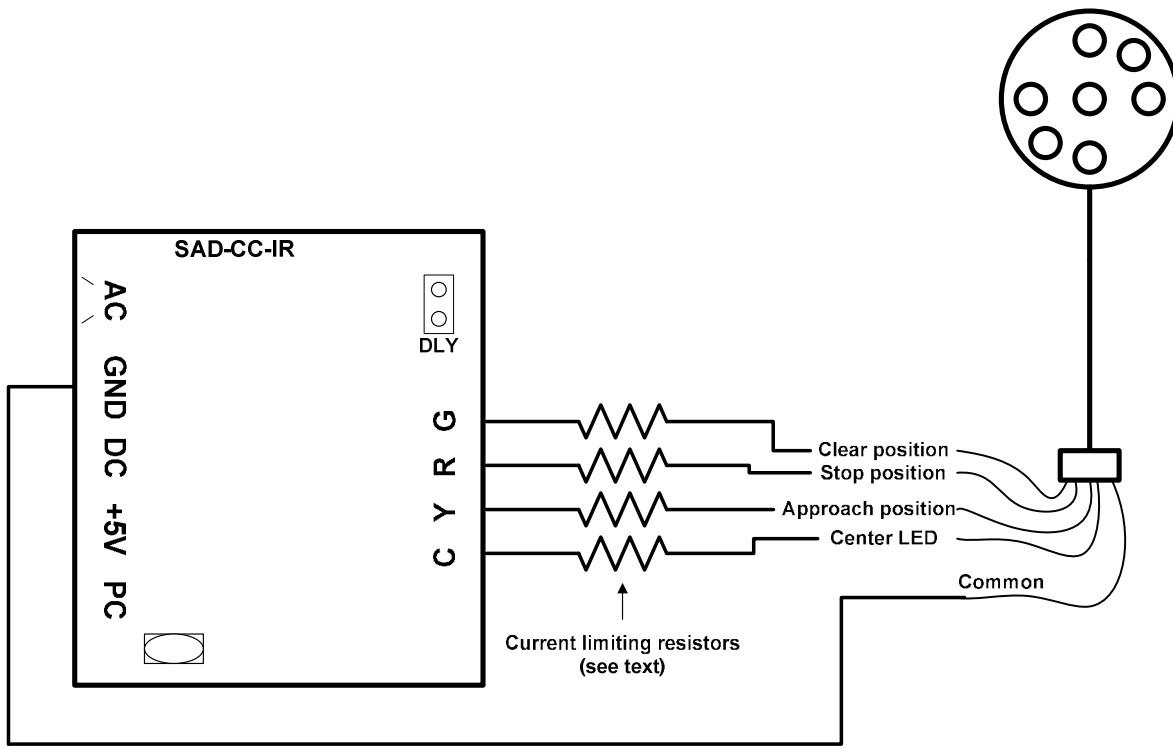 SAD-CC-IR
AC
GND
DC
+5V
PC
DLY
G
R
Y
C
Clear position
Stop position
Approach position
Center LED
Common
Current limiting resistors
(see text)